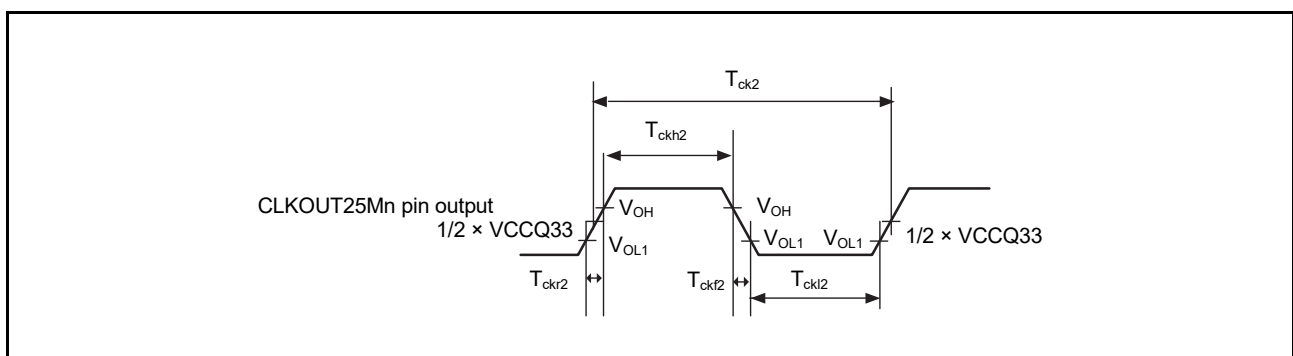 Tck2
Tckh2
CLKOUT25Mn pin output
VOH
VOH
1/2 × VCCQ33
VOL1
VOL1
VOL1
1/2 × VCCQ33
Tckr2
Tckf2
Tckl2